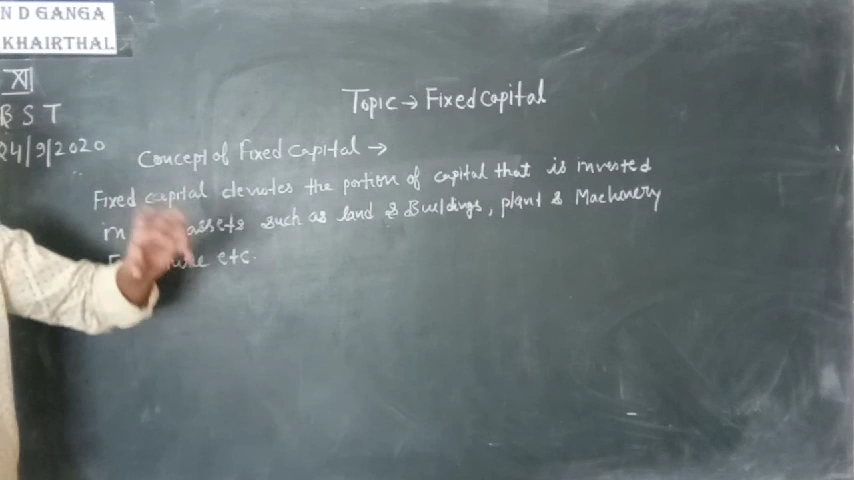 N D GANGA
KHAIRTHAL
XII
B S T
24/9/2020
Topic → Fixed Capital
Concept of Fixed Capital →
Fixed capital denotes the portion of capital that is invested
in assets such as land & Buildings, plant & Machinery
etc.